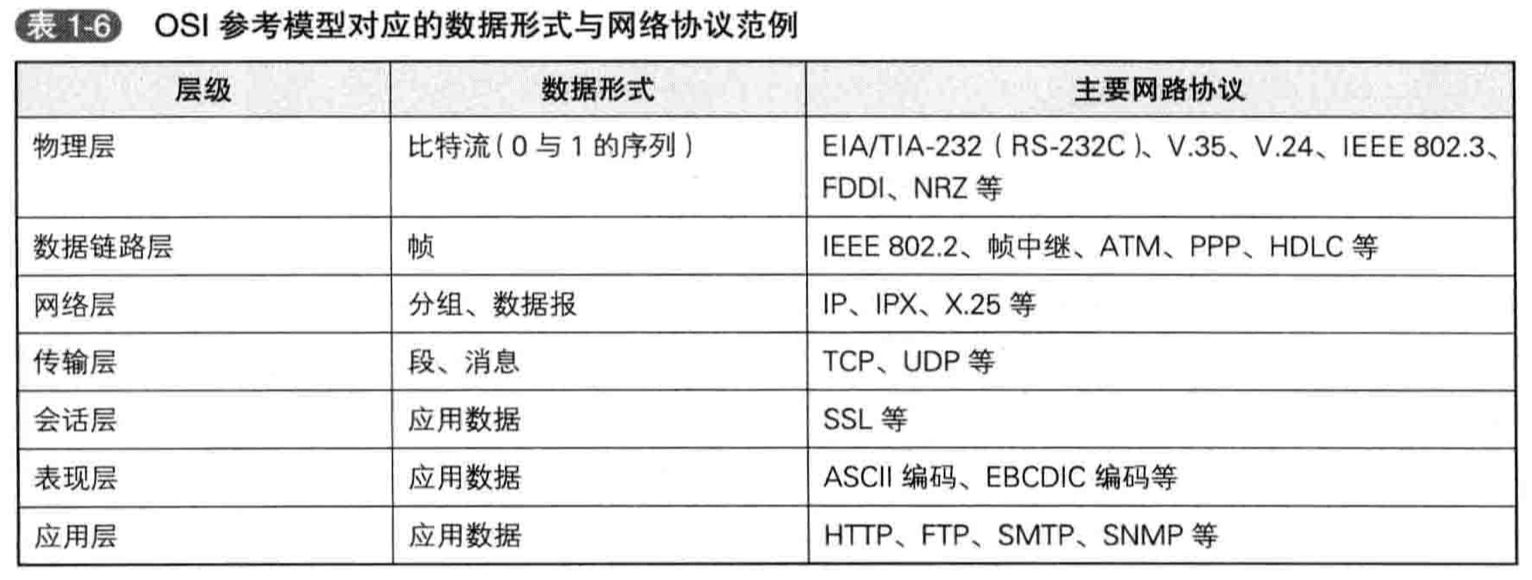 表 1-6 OSI 参考模型对应的数据形式与网络协议范例
层级 数据形式 主要网路协议
物理层 比特流（0 与 1 的序列） EIA/TIA-232（RS-232C）、V.35、V.24、IEEE 802.3、
FDDI、NRZ 等
数据链路层 帧 IEEE 802.2、帧中继、ATM、PPP、HDLC 等
网络层 分组、数据报 IP、IPX、X.25 等
传输层 段、消息 TCP、UDP 等
会话层 应用数据 SSL 等
表现层 应用数据 ASCII 编码、EBCDIC 编码等
应用层 应用数据 HTTP、FTP、SMTP、SNMP 等